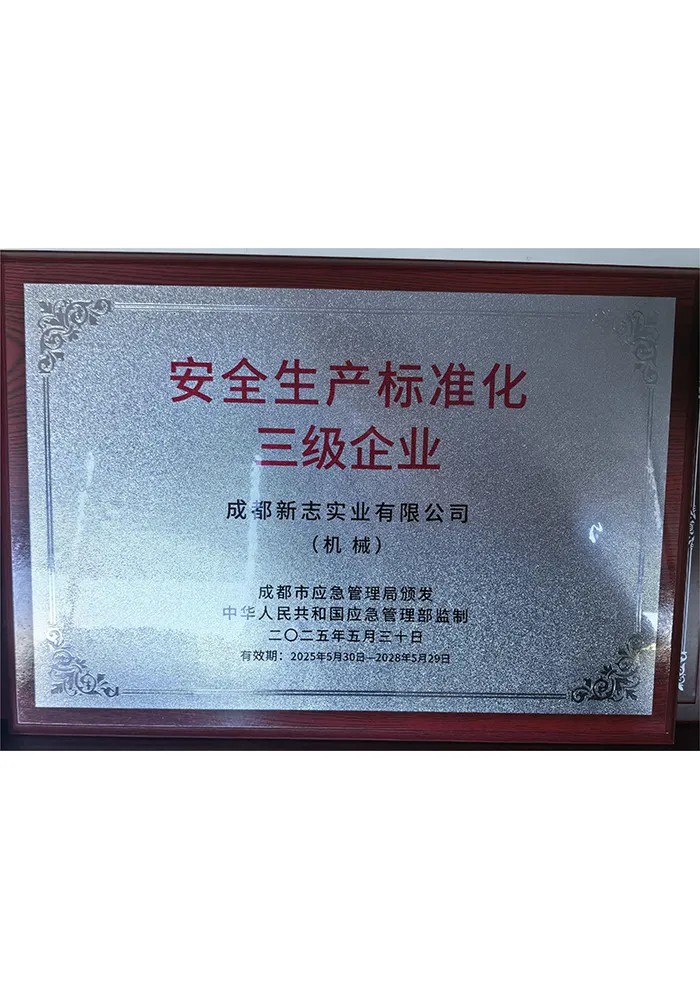 安全生产标准化
三级企业
成都新志实业有限公司
（机 械）
成都市应急管理局颁发
中华人民共和国应急管理部监制
二〇二五年五月三十日
有效期：2025年5月30日—2028年5月29日